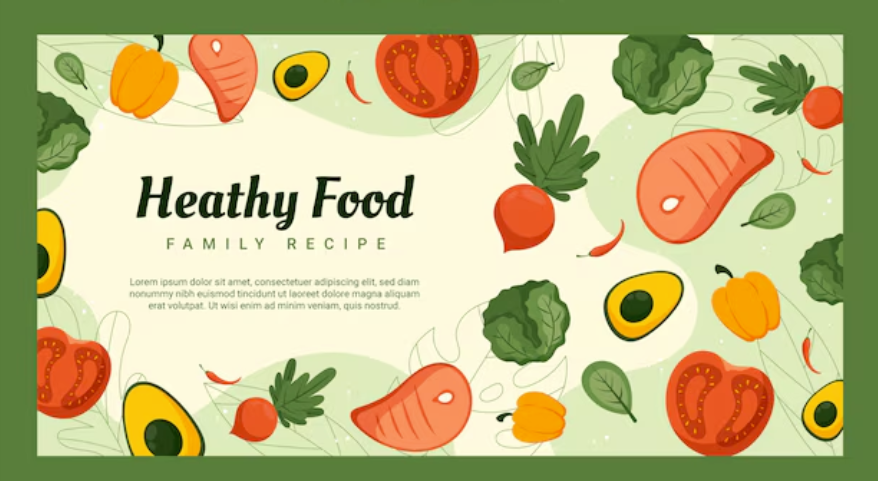 Heathy Food
FAMILY RECIPE
Lorem ipsum dolor sit amet, consectetuer adipiscing elit, sed diam
nonummy nibh euismod tincidunt ut laoreet dolore magna aliquam
erat volutpat. Ut wisi enim ad minim veniam, quis nostrud.